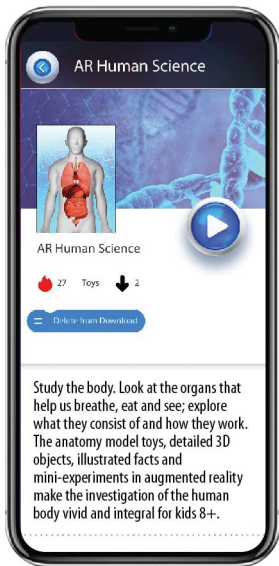 AR Human Science
AR Human Science
27 Toys 2
Delete from Download
Study the body. Look at the organs that
help us breathe, eat and see; explore
what they consist of and how they work.
The anatomy model toys, detailed 3D
objects, illustrated facts and
mini-experiments in augmented reality
make the investigation of the human
body vivid and integral for kids 8+.